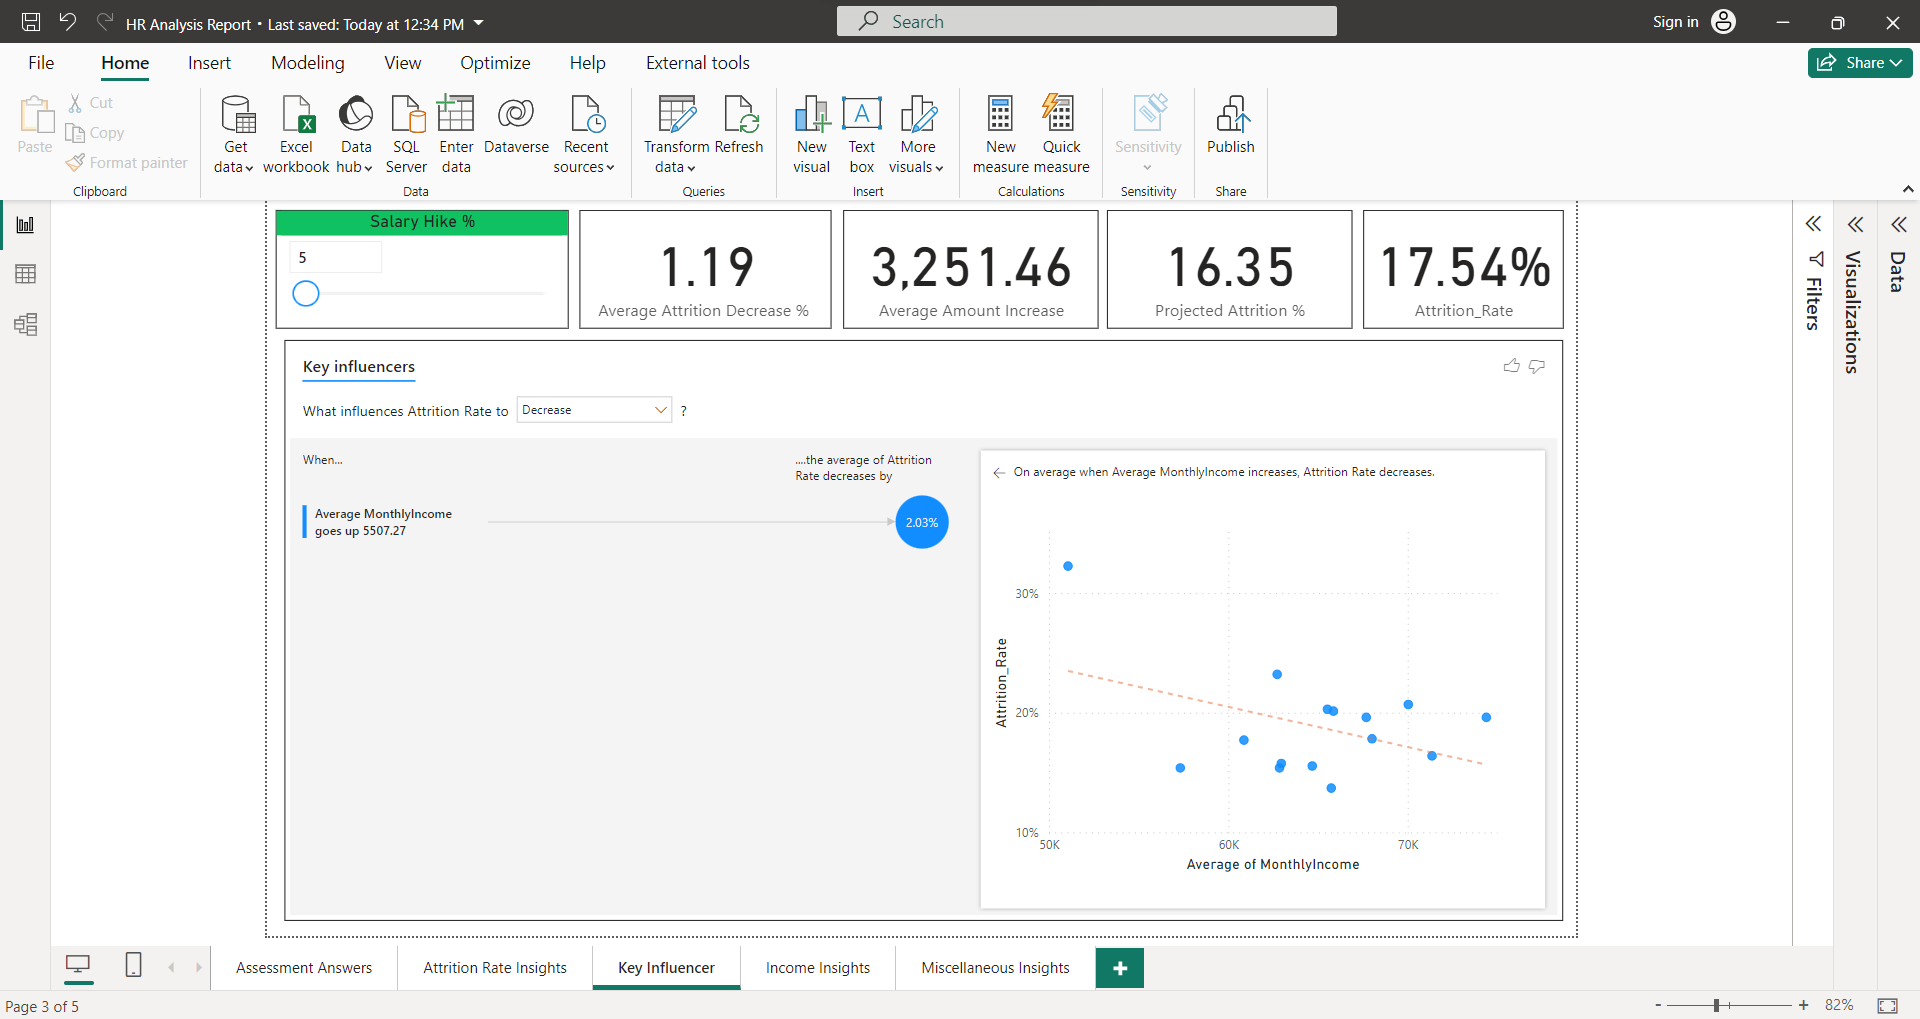 HR Analysis Report • Last saved: Today at 12:34 PM
Search
Sign in
File Home Insert Modeling View Optimize Help External tools
Share
Paste
Cut
Copy
Format painter
Clipboard
Get data
Excel workbook
Data hub
SQL Server
Enter data
Dataverse
Recent sources
Data
Transform data
Refresh
Queries
New visual
Text box
More visuals
Insert
New measure
Quick measure
Calculations
Sensitivity
Sensitivity
Publish
Share
Salary Hike %
5
1.19
Average Attrition Decrease %
3,251.46
Average Amount Increase
16.35
Projected Attrition %
17.54%
Attrition_Rate
Filters
Visualizations
Data
Key influencers
What influences Attrition Rate to Decrease ?
When...
....the average of Attrition
Rate decreases by
Average MonthlyIncome
goes up 5507.27
2.03%
On average when Average MonthlyIncome increases, Attrition Rate decreases.
Attrition_Rate
30%
20%
10%
50K 60K 70K
Average of MonthlyIncome
Assessment Answers Attrition Rate Insights Key Influencer Income Insights Miscellaneous Insights +
Page 3 of 5
- + 82%